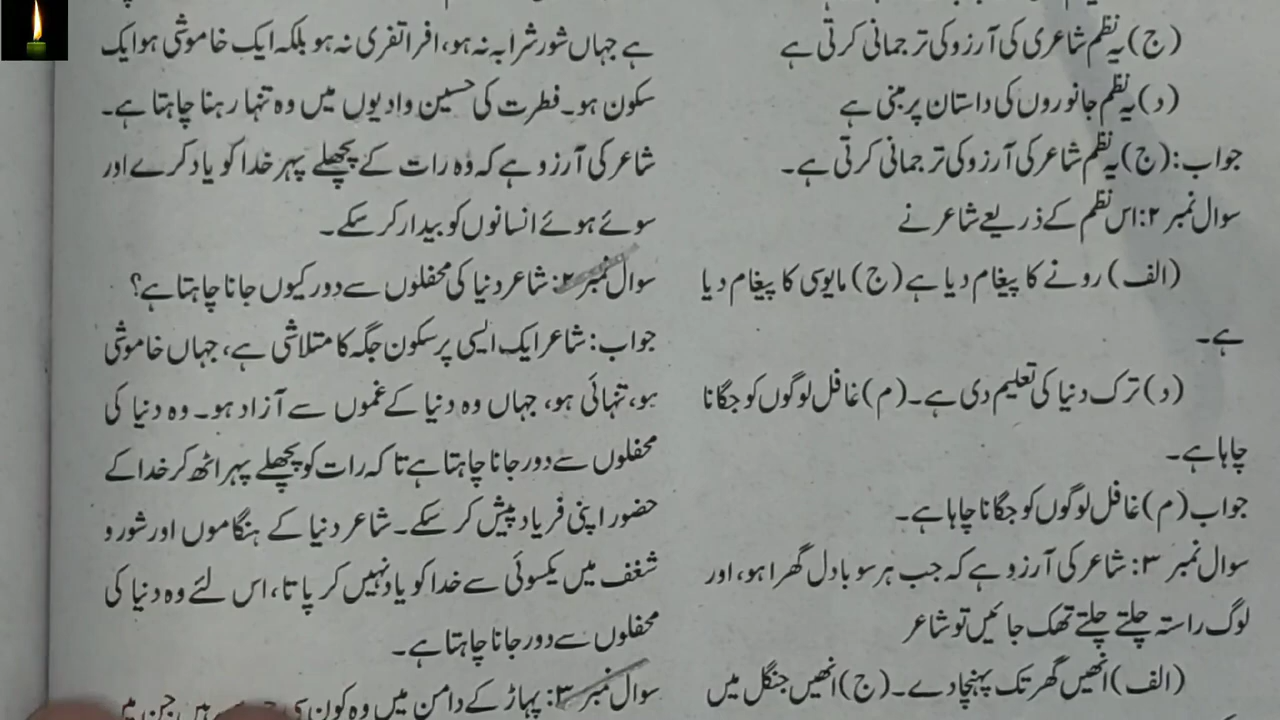 (ج) یہ نظم شاعری کی آرزو کی ترجمانی کرتی ہے
(د) یہ نظم جانوروں کی داستان پر مبنی ہے
جواب: (ج) یہ نظم شاعر کی آرزو کی ترجمانی کرتی ہے۔
سوال نمبر ۲: اس نظم کے ذریعے شاعر نے
(الف) رونے کا پیغام دیا ہے (ج) مایوسی کا پیغام دیا
ہے۔
(د) ترک دنیا کی تعلیم دی ہے۔ (م) غافل لوگوں کو جگانا
چاہا ہے۔
جواب (م) غافل لوگوں کو جگانا چاہا ہے۔
سوال نمبر ۳: شاعر کی آرزو ہے کہ جب ہر سو بادل گھرا ہو، اور
لوگ راستہ چلتے چلتے تھک جائیں تو شاعر
(الف) انھیں گھر تک پہنچا دے۔ (ج) انھیں جنگل میں
ہے جہاں شور شرابہ نہ ہو، افراتفری نہ ہو بلکہ ایک خاموشی ہو ایک
سکون ہو۔ فطرت کی حسین وادیوں میں وہ تنہا رہنا چاہتا ہے۔
شاعر کی آرزو ہے کہ وہ رات کے پچھلے پہر خدا کو یاد کرے اور
سوئے ہوئے انسانوں کو بیدار کر سکے۔
سوال نمبر ۲: شاعر دنیا کی محفلوں سے دور کیوں جانا چاہتا ہے؟
جواب: شاعر ایک ایسی پرسکون جگہ کا متلاشی ہے، جہاں خاموشی
ہو، تنہائی ہو، جہاں وہ دنیا کے غموں سے آزاد ہو۔ وہ دنیا کی
محفلوں سے دور جانا چاہتا ہے تا کہ رات کو پچھلے پہر اٹھ کر خدا کے
حضور اپنی فریاد پیش کر سکے۔ شاعر دنیا کے ہنگاموں اور شور و
شغف میں یکسوئی سے خدا کو یاد نہیں کر پاتا، اس لئے وہ دنیا کی
محفلوں سے دور جانا چاہتا ہے۔
سوال نمبر ۳: پہاڑ کے دامن میں وہ کون سی